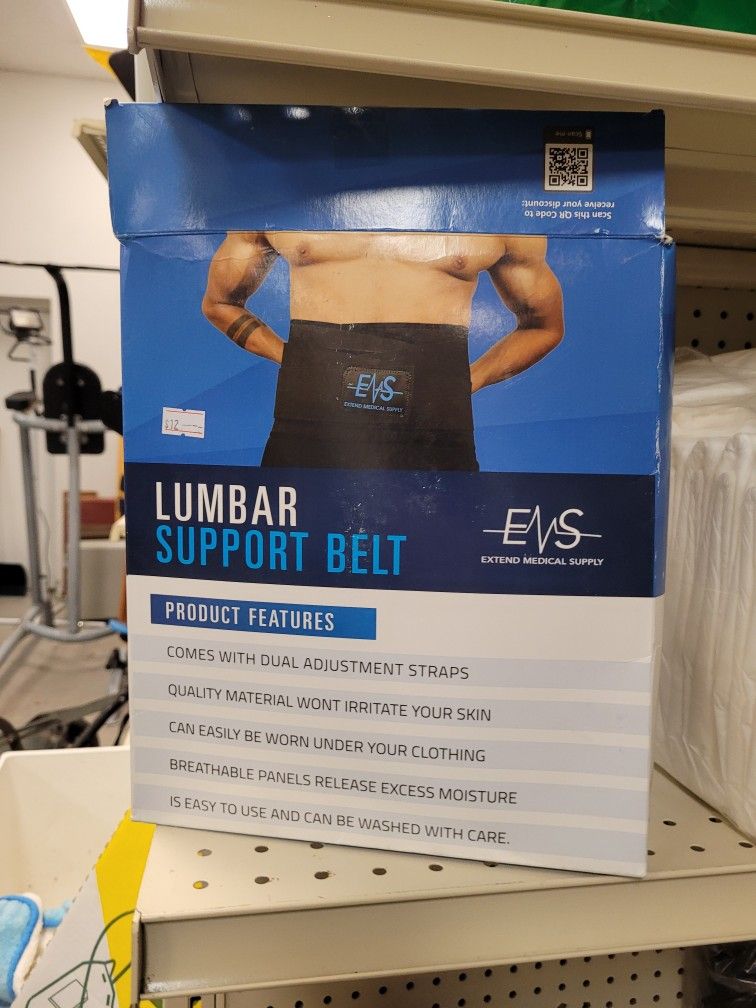 Scan me
Scan this QR Code to
receive your discount:
EMS
EXTEND MEDICAL SUPPLY
$12
LUMBAR
SUPPORT BELT
EMS
EXTEND MEDICAL SUPPLY
PRODUCT FEATURES
COMES WITH DUAL ADJUSTMENT STRAPS
QUALITY MATERIAL WONT IRRITATE YOUR SKIN
CAN EASILY BE WORN UNDER YOUR CLOTHING
BREATHABLE PANELS RELEASE EXCESS MOISTURE
IS EASY TO USE AND CAN BE WASHED WITH CARE.